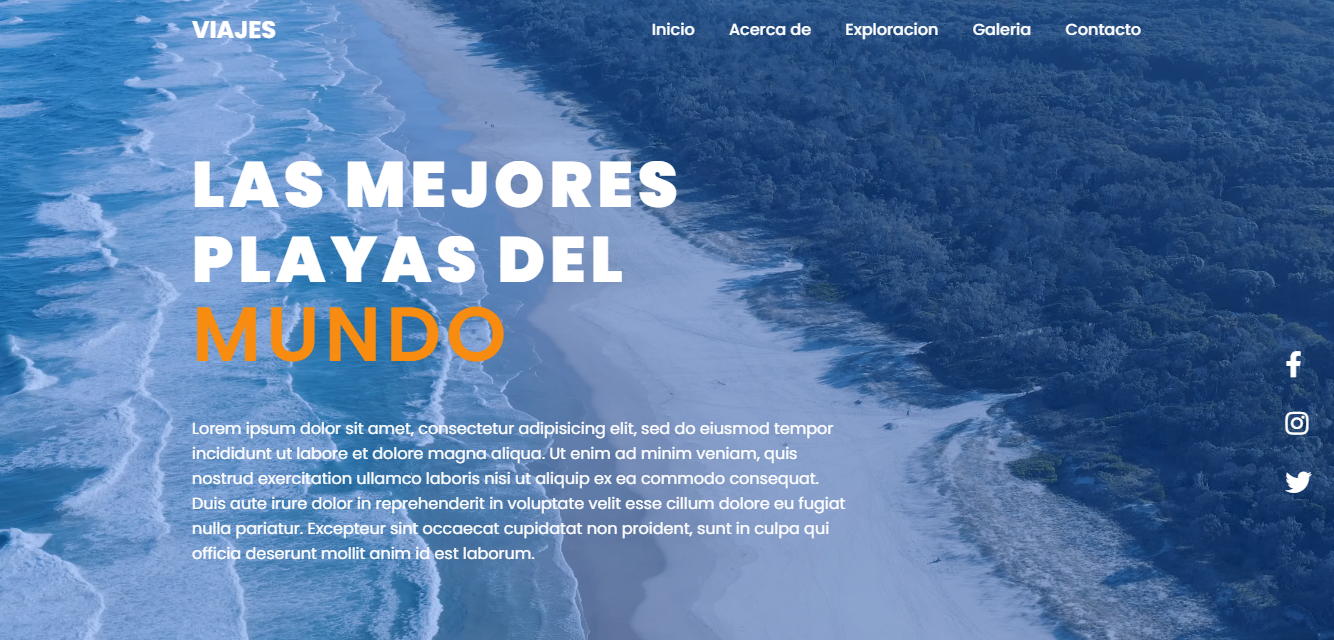 VIAJES
Inicio Acerca de Exploracion Galeria Contacto
LAS MEJORES
PLAYAS DEL
MUNDO
Lorem ipsum dolor sit amet, consectetur adipisicing elit, sed do eiusmod tempor
incididunt ut labore et dolore magna aliqua. Ut enim ad minim veniam, quis
nostrud exercitation ullamco laboris nisi ut aliquip ex ea commodo consequat.
Duis aute irure dolor in reprehenderit in voluptate velit esse cillum dolore eu fugiat
nulla pariatur. Excepteur sint occaecat cupidatat non proident, sunt in culpa qui
officia deserunt mollit anim id est laborum.